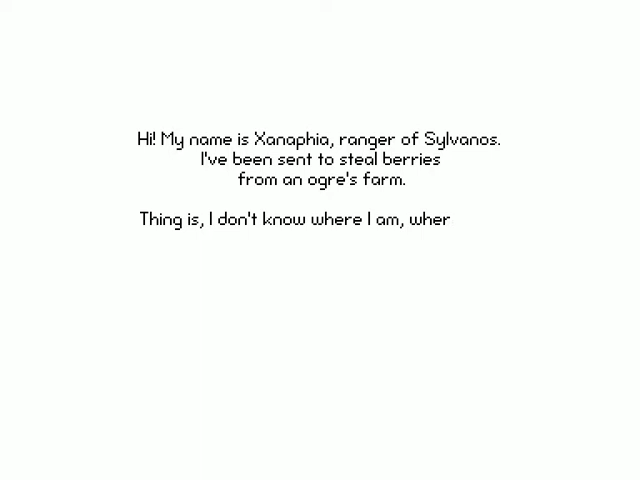 Hi! My name is Xanaphia, ranger of Sylvanos.
I've been sent to steal berries
from an ogre's farm.
Thing is, I don't know where I am, wher